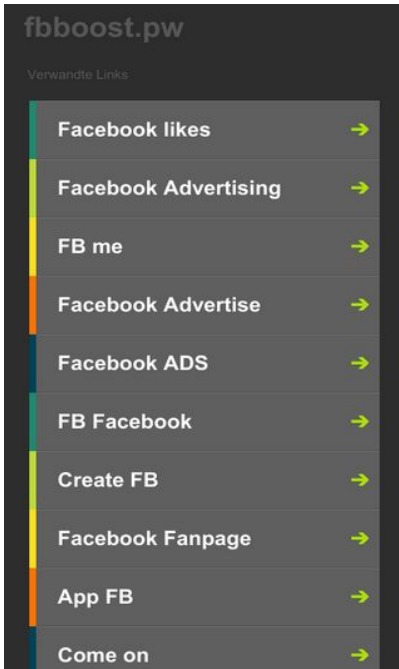 fbboost.pw
Verwandte Links
Facebook likes
Facebook Advertising
FB me
Facebook Advertise
Facebook ADS
FB Facebook
Create FB
Facebook Fanpage
App FB
Come on